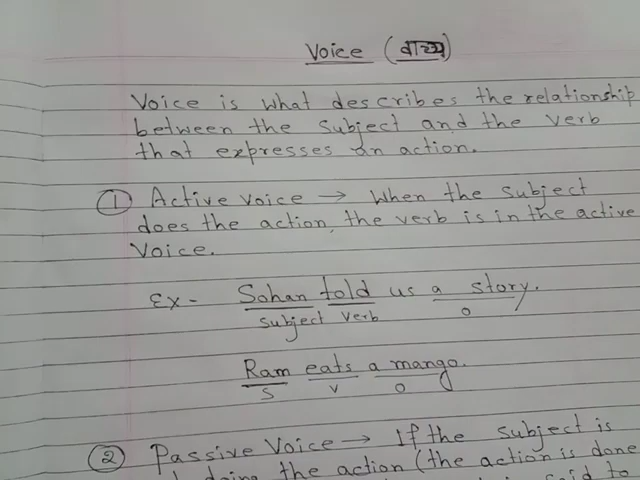 Voice (वाच्य)
Voice is what describes the relationship
between the subject and the verb
that expresses an action.
① Active voice → When the subject
does the action, the verb is in the active
voice.
Ex- Sohan told us a story.
subject verb O
Ram eats a mango.
S V O
② Passive Voice → If the subject is
doing the action (the action is done
said to